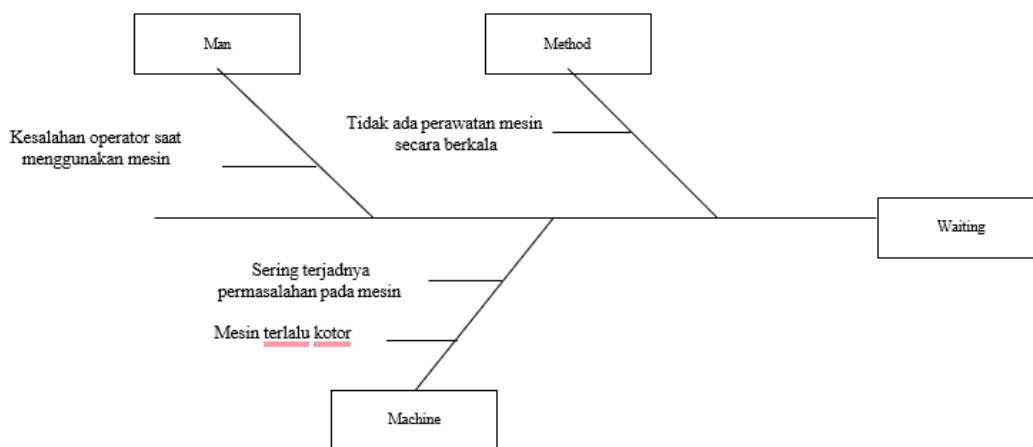 Man
Method
Kesalahan operator saat
menggunakan mesin
Tidak ada perawatan mesin
secara berkala
Waiting
Sering terjadnya
permasalahan pada mesin
Mesin terlalu kotor
Machine